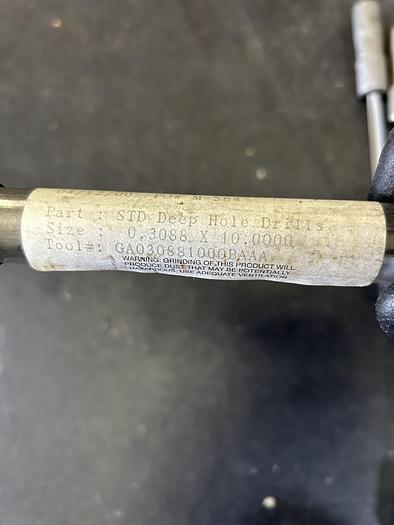 Part : STD Deep Hole Drills
Size : 0.3088 X 10.0000
Tool#: GA030881000BAAA
WARNING: GRINDING OF THIS PRODUCT WILL
PRODUCE DUST THAT MAY BE POTENTIALLY
HAZARDOUS. USE ADEQUATE VENTILATION